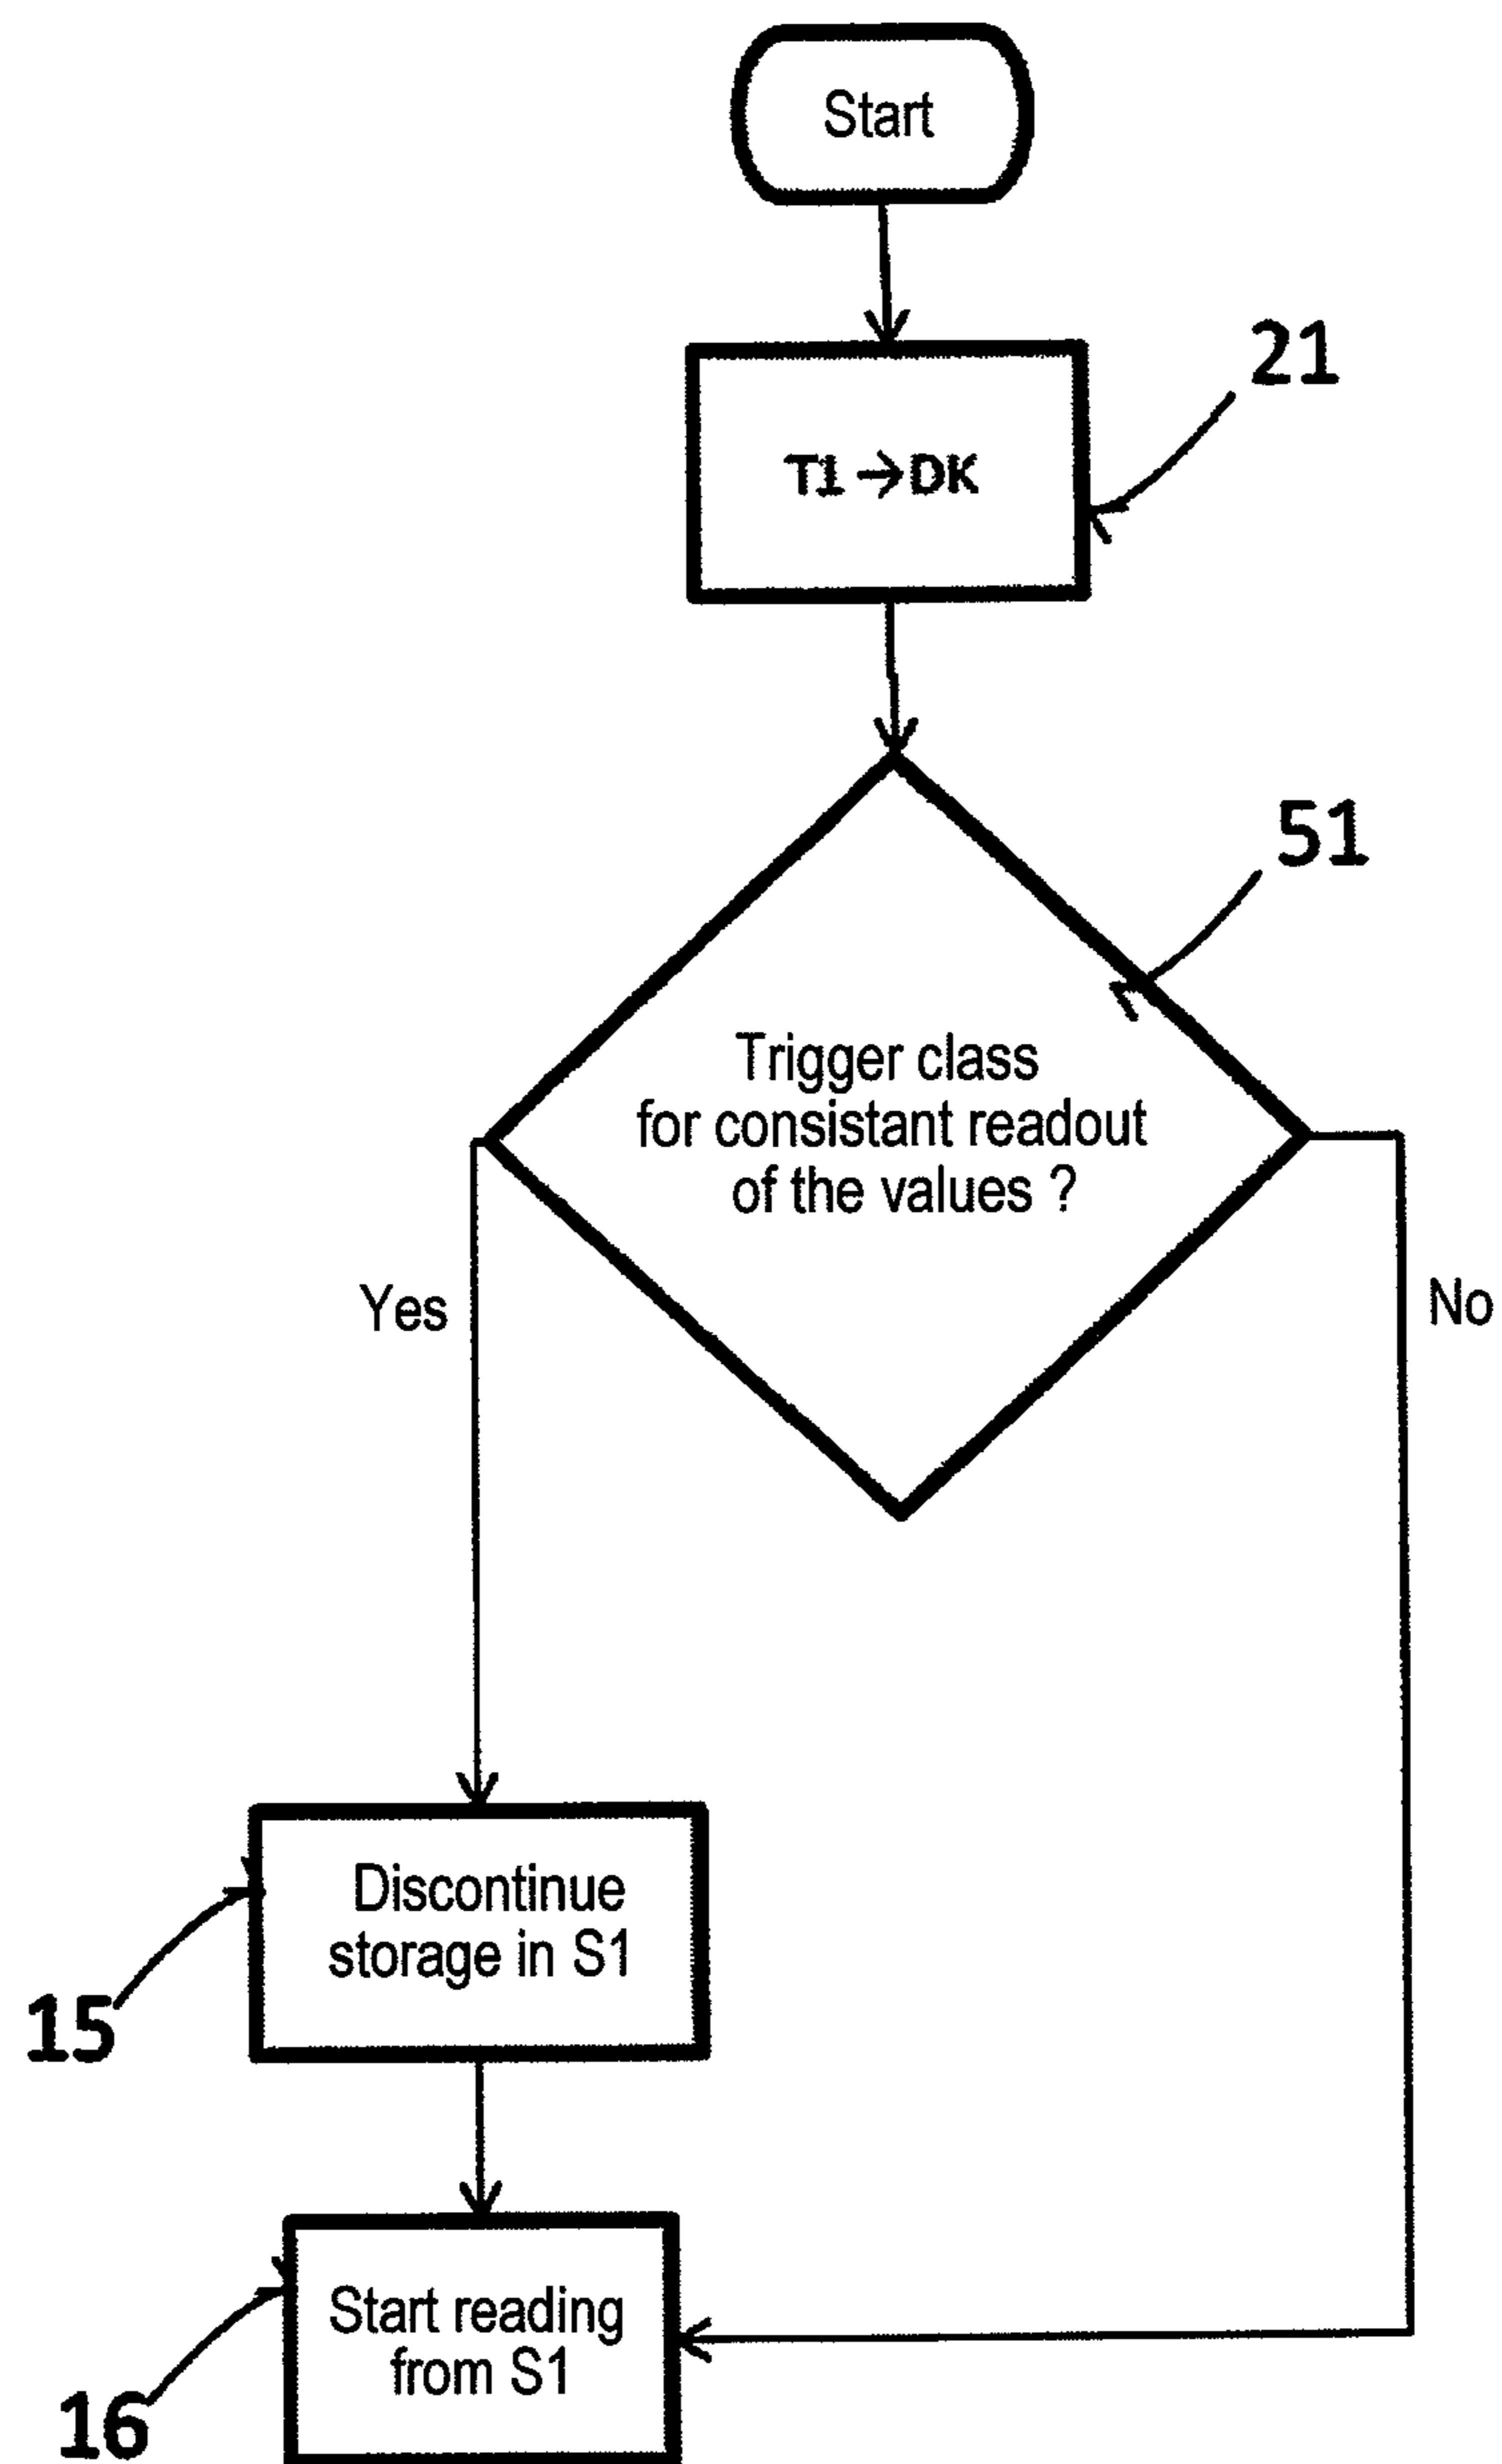 Start
21
T1→DK
51
Trigger class
for consistant readout
of the values ?
Yes
No
Discontinue
storage in S1
15
Start reading
from S1
16